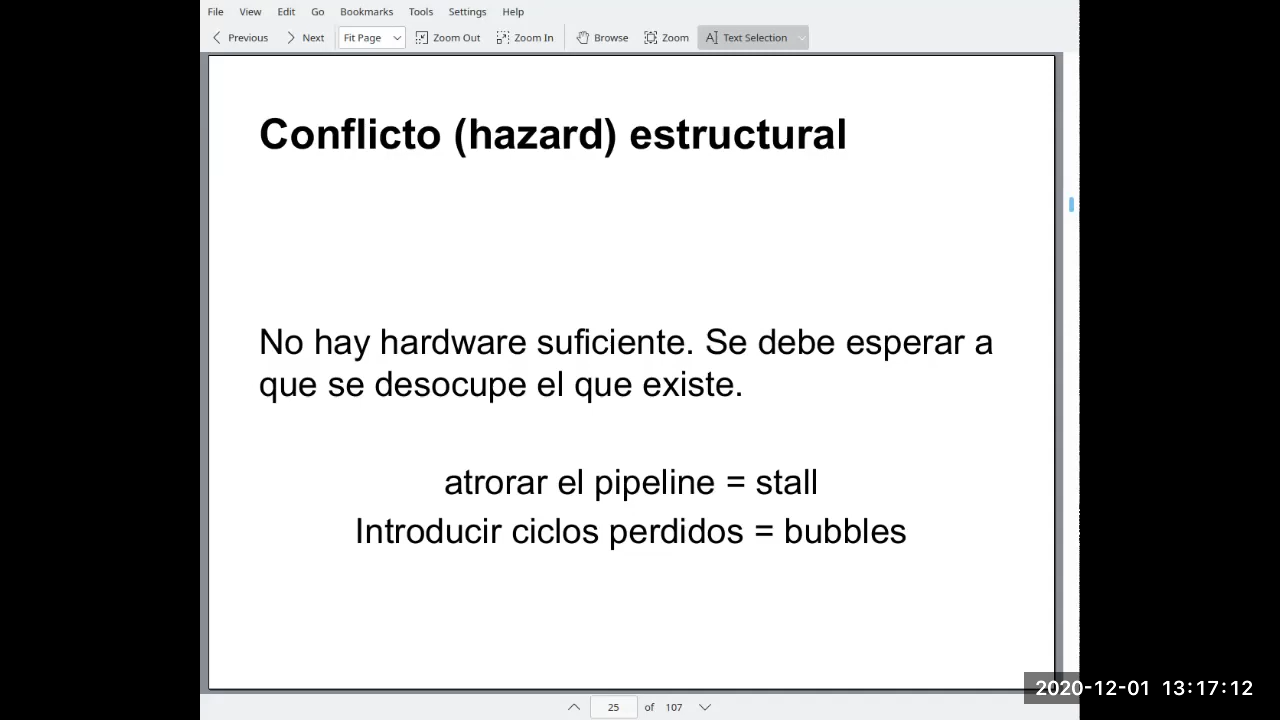 File View Edit Go Bookmarks Tools Settings Help
Previous Next Fit Page Zoom Out Zoom In Browse Zoom Text Selection
Conflicto (hazard) estructural
No hay hardware suficiente. Se debe esperar a
que se desocupe el que existe.
atrorar el pipeline = stall
Introducir ciclos perdidos = bubbles
2020-12-01 13:17:12
25 of 107